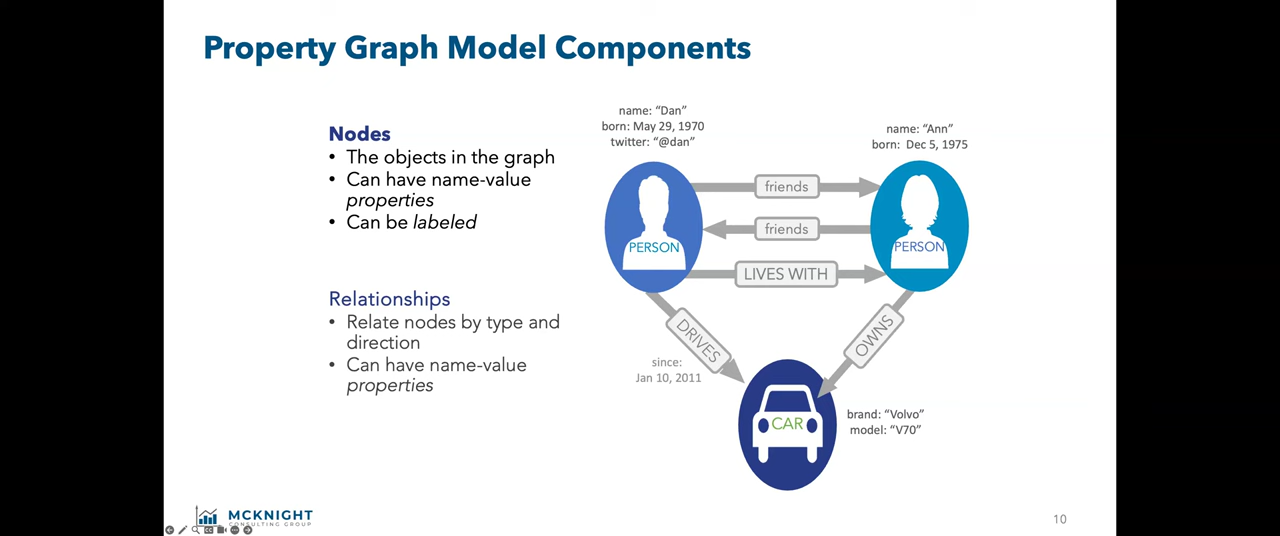 Property Graph Model Components
Nodes
• The objects in the graph
• Can have name-value
properties
• Can be labeled
Relationships
• Relate nodes by type and
direction
• Can have name-value
properties
name: “Dan”
born: May 29, 1970
twitter: “@dan”
name: “Ann”
born: Dec 5, 1975
friends
friends
PERSON
PERSON
LIVES WITH
DRIVES
OWNS
since:
Jan 10, 2011
CAR
brand: “Volvo”
model: “V70”
MCKNIGHT
CONSULTING GROUP
10